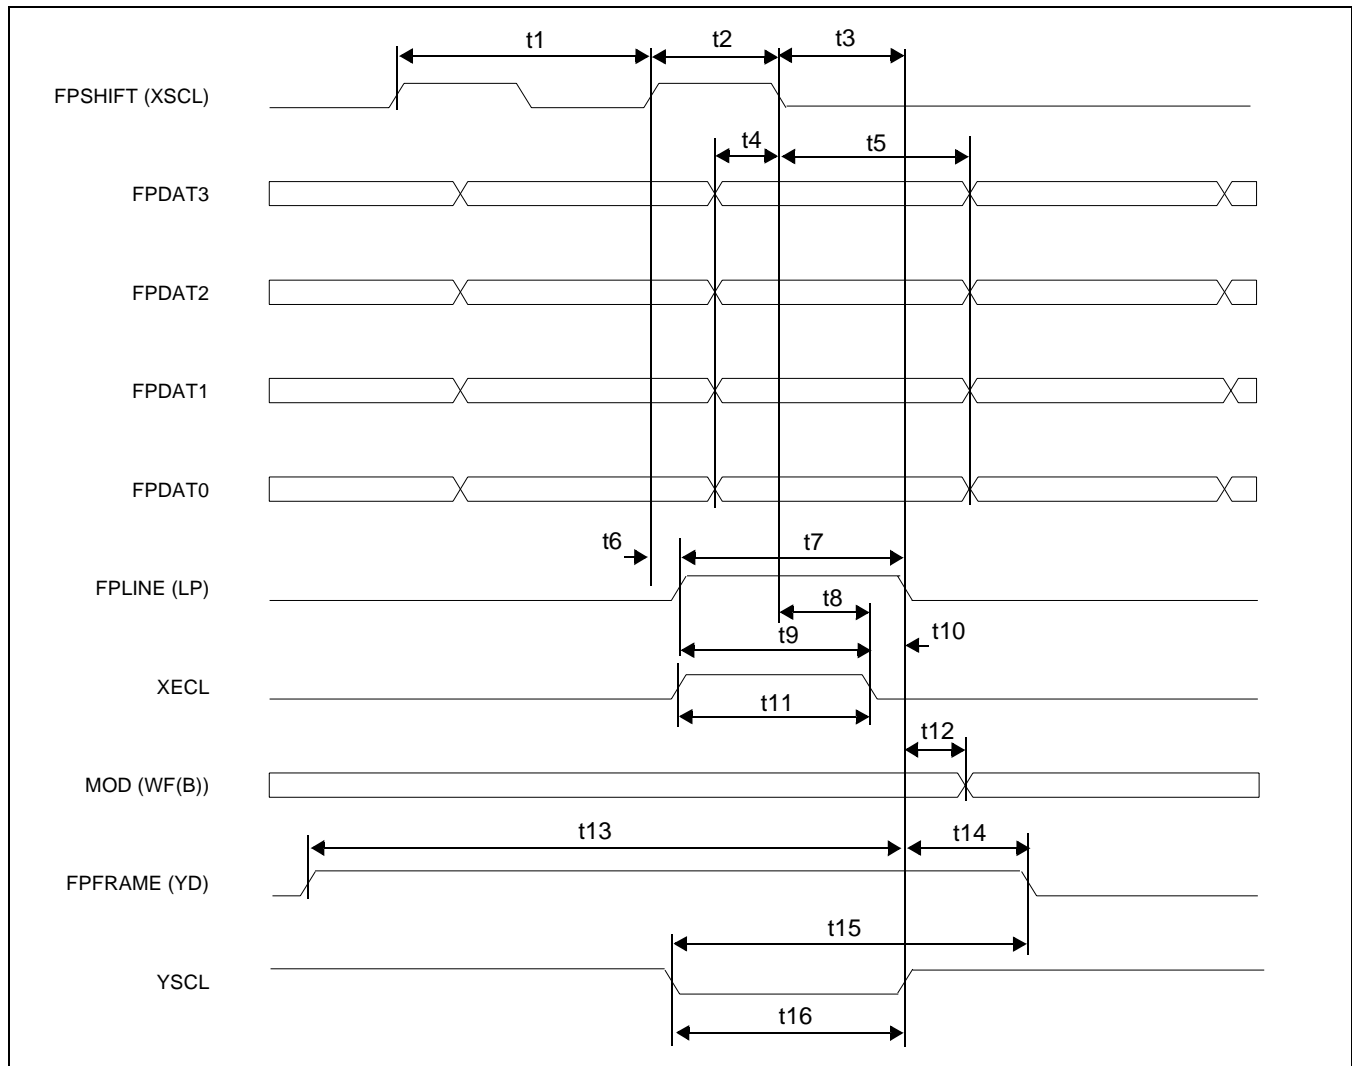 t1 t2 t3
FPSHIFT (XSCL)
t4 t5
FPDAT3
FPDAT2
FPDAT1
FPDAT0
t6 t7
FPLINE (LP)
t8
t9 t10
XECL
t11
t12
MOD (WF(B))
t13 t14
FPFRAME (YD)
t15
YSCL
t16